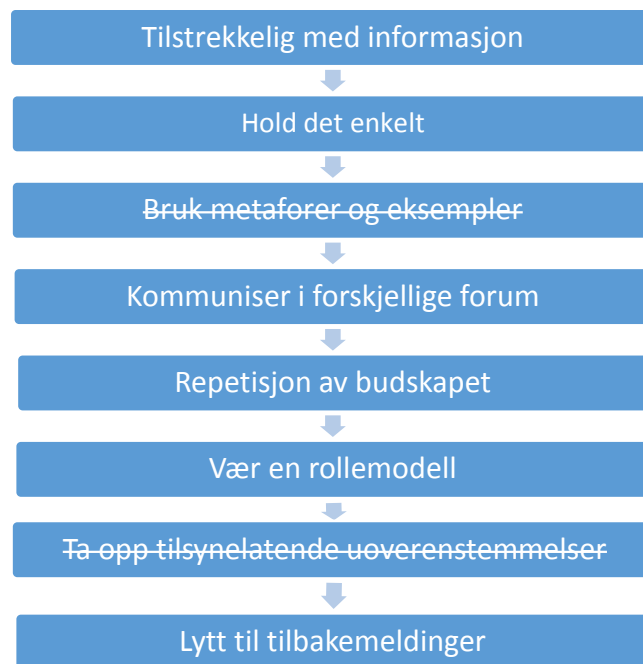 Tilstrekkelig med informasjon
Hold det enkelt
Bruk metaforer og eksempler
Kommuniser i forskjellige forum
Repetisjon av budskapet
Vær en rollemodell
Ta opp tilsynelatende uoverenstemmelser
Lytt til tilbakemeldinger